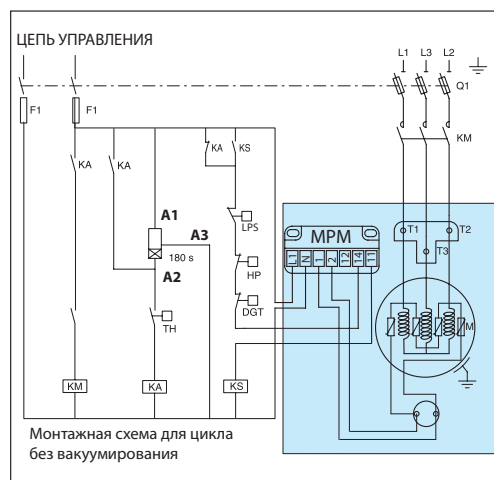 ЦЕПЬ УПРАВЛЕНИЯ
L1 L3 L2
Q1
F1 F1
KM
KA KA KA KS
A1
A3
180 s
A2
LPS
HP
DGT
TH
MPM
L1 N 1 2 12 14 11
T1 T2
T3
M
KM KA KS
Монтажная схема для цикла
без вакуумирования